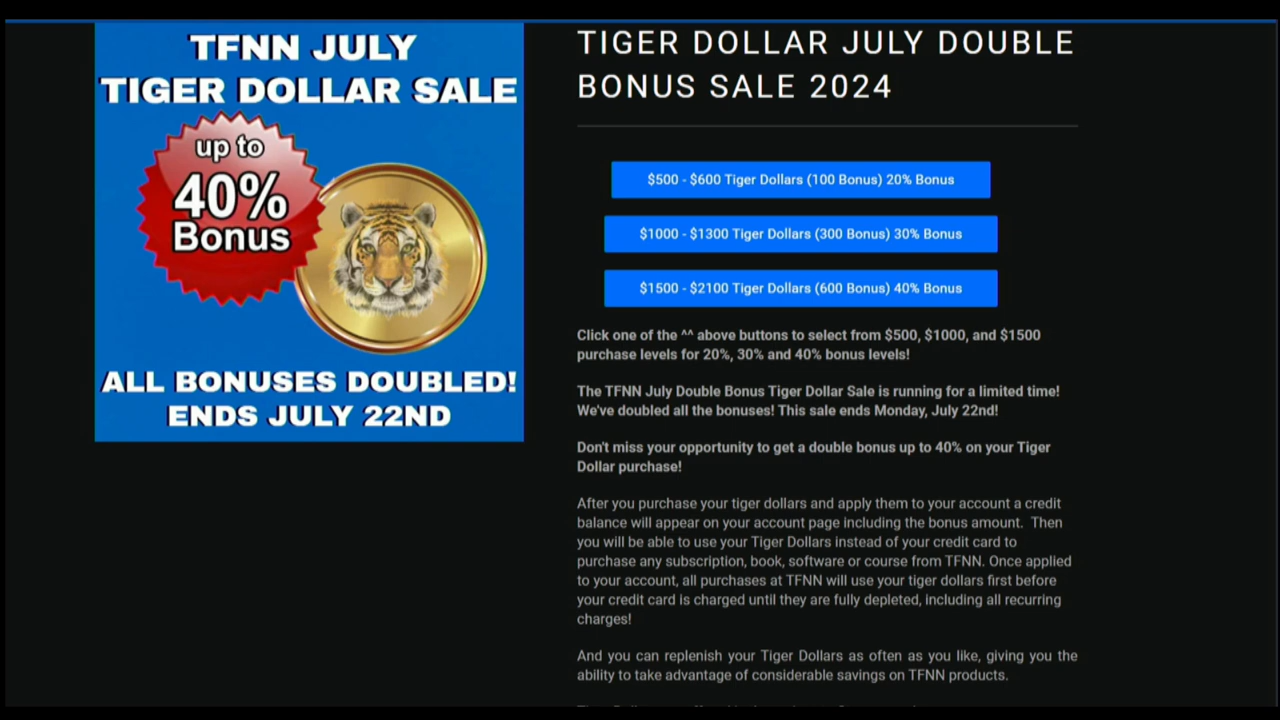 TFNN JULY
TIGER DOLLAR SALE
up to
40%
Bonus
ALL BONUSES DOUBLED!
ENDS JULY 22ND
TIGER DOLLAR JULY DOUBLE
BONUS SALE 2024
$500 - $600 Tiger Dollars (100 Bonus) 20% Bonus
$1000 - $1300 Tiger Dollars (300 Bonus) 30% Bonus
$1500 - $2100 Tiger Dollars (600 Bonus) 40% Bonus
Click one of the ^^ above buttons to select from $500, $1000, and $1500
purchase levels for 20%, 30% and 40% bonus levels!
The TFNN July Double Bonus Tiger Dollar Sale is running for a limited time!
We've doubled all the bonuses! This sale ends Monday, July 22nd!
Don't miss your opportunity to get a double bonus up to 40% on your Tiger
Dollar purchase!
After you purchase your tiger dollars and apply them to your account a credit
balance will appear on your account page including the bonus amount.  Then
you will be able to use your Tiger Dollars instead of your credit card to
purchase any subscription, book, software or course from TFNN. Once applied
to your account, all purchases at TFNN will use your tiger dollars first before
your credit card is charged until they are fully depleted, including all recurring
charges!
And you can replenish your Tiger Dollars as often as you like, giving you the
ability to take advantage of considerable savings on TFNN products.